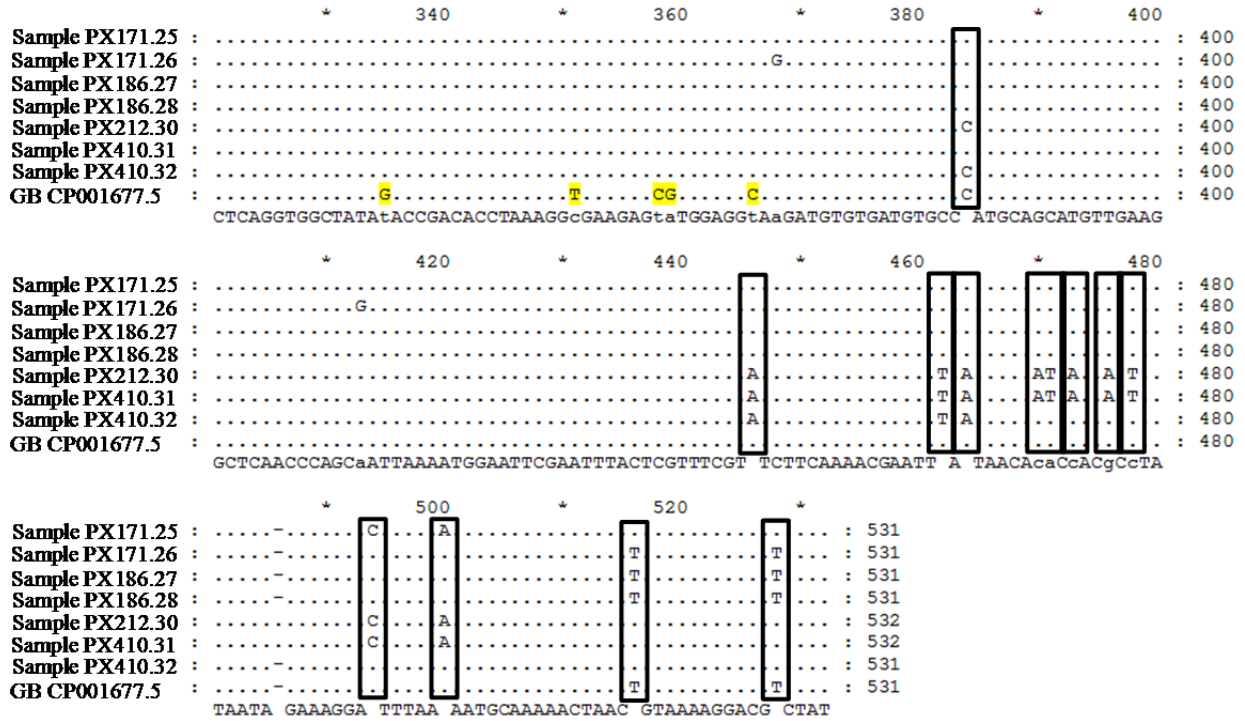 * 340 * 360 * 380 * 400
Sample PX171.25 : ................................................................................ : 400
Sample PX171.26 : ...............................................G................................ : 400
Sample PX186.27 : ................................................................................ : 400
Sample PX186.28 : ................................................................................ : 400
Sample PX212.30 : ...............................................................C................ : 400
Sample PX410.31 : ................................................................................ : 400
Sample PX410.32 : ...............................................................C................ : 400
GB CP001677.5 : ..............G...............T......CG......C.................C................ : 400
CTCAGGTGGCTATAtACCGACACCTAAAGGcGAAGAGtaTGGAGGtAaGATGTGTGATGTGCC ATGCAGCATGTTGAAG
* 420 * 440 * 460 * 480
Sample PX171.25 : ................................................................................ : 480
Sample PX171.26 : ............G................................................................... : 480
Sample PX186.27 : ................................................................................ : 480
Sample PX186.28 : ................................................................................ : 480
Sample PX212.30 : .............................................A...............T.A.....AT.A..A.T.. : 480
Sample PX410.31 : .............................................A...............T.A.....AT.A..A.T.. : 480
Sample PX410.32 : .............................................A...............T.A................ : 480
GB CP001677.5 : ................................................................................ : 480
GCTCAACCCAGCaATTAAAATGGAATTCGAATTTACTCGTTTCGT TCTTCAAAACGAATT A TAACAcaCcACgCcTA
* 500 * 520 *
Sample PX171.25 : .....-.......C.....A................................ : 531
Sample PX171.26 : .....-.............................T...........T.... : 531
Sample PX186.27 : .....-.............................T...........T.... : 531
Sample PX186.28 : .....-.............................T...........T.... : 531
Sample PX212.30 : .............C.....A................................ : 532
Sample PX410.31 : .............C.....A................................ : 532
Sample PX410.32 : .....-.............................................. : 531
GB CP001677.5 : .....-.............................T...........T.... : 531
TAATA GAAAGGA TTTAA AATGCAAAAACTAAC GTAAAAGGACG CTAT